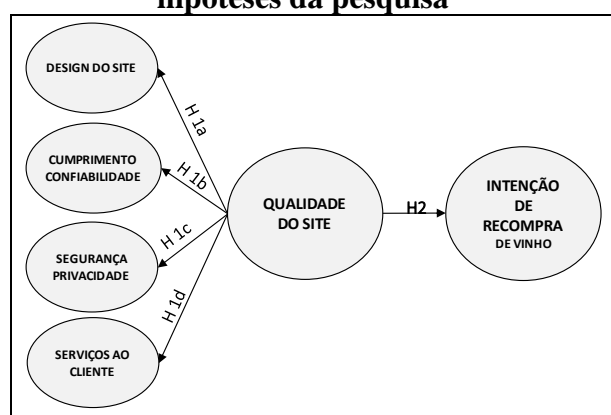 hipóteses da pesquisa
DESIGN DO SITE
H 1a
CUMPRIMENTO
CONFIABILIDADE
H 1b
QUALIDADE
DO SITE
H2
INTENÇÃO
DE
RECOMPRA
DE VINHO
SEGURANÇA
PRIVACIDADE
H 1c
SERVIÇOS AO
CLIENTE
H 1d